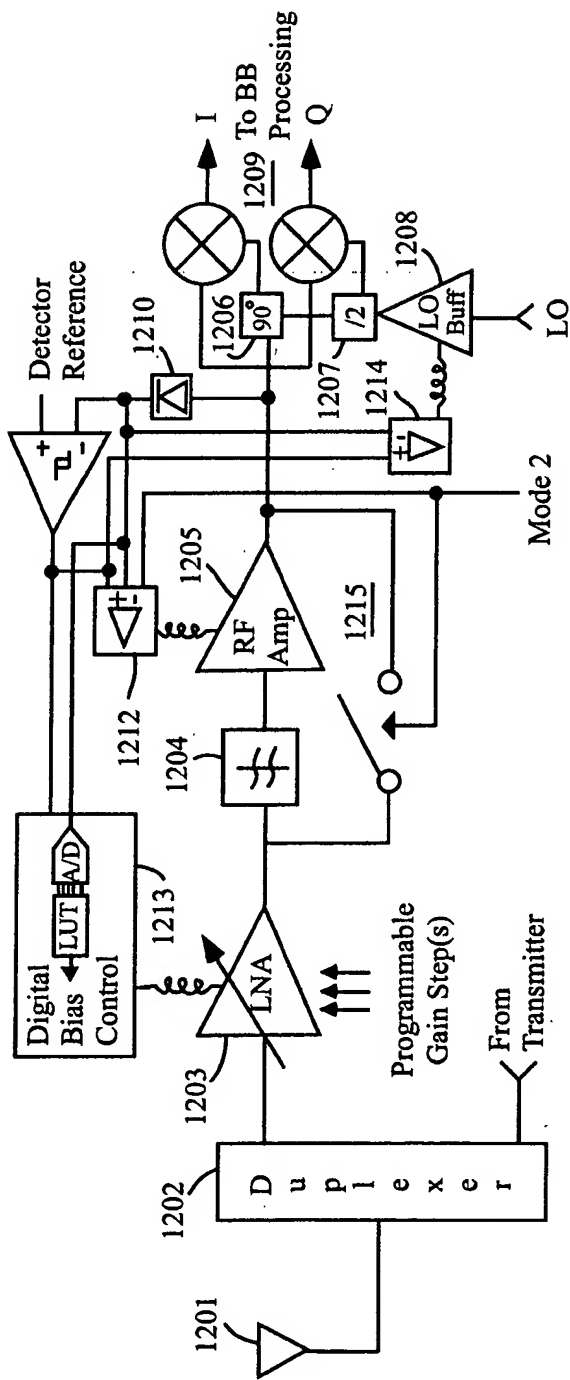 1201
1202
Duplexer
From
Transmitter
1203
LNA
Programmable
Gain Step(s)
Digital
Bias
Control
LUT
A/D
1213
1204
1212
+
-
RF
Amp
1205
1215
Mode 2
Detector
Reference
+
-
1210
1206
90°
1207
/2
1214
+
-
LO
Buff
1208
LO
I
To BB
1209
Processing
Q